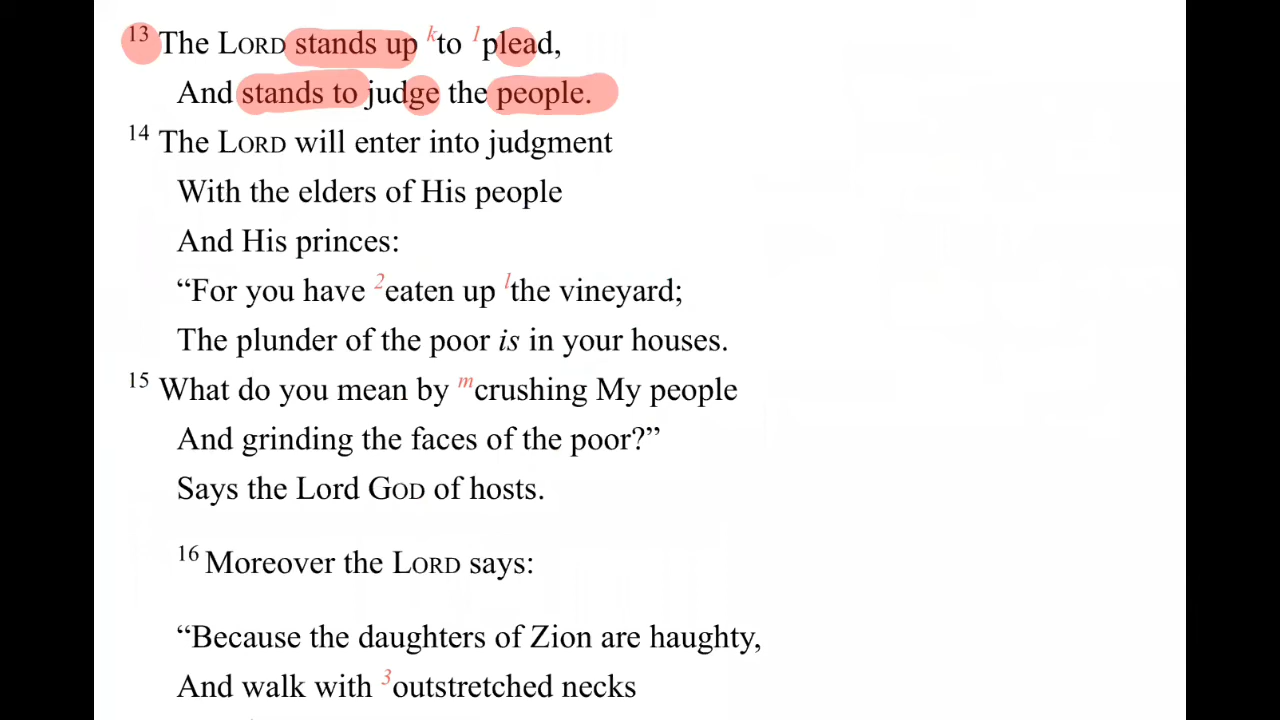 13 The LORD stands up k to 1 plead,
And stands to judge the people.
14 The LORD will enter into judgment
With the elders of His people
And His princes:
“For you have 2 eaten up l the vineyard;
The plunder of the poor is in your houses.
15 What do you mean by m crushing My people
And grinding the faces of the poor?”
Says the Lord GOD of hosts.
16 Moreover the LORD says:
“Because the daughters of Zion are haughty,
And walk with 3 outstretched necks